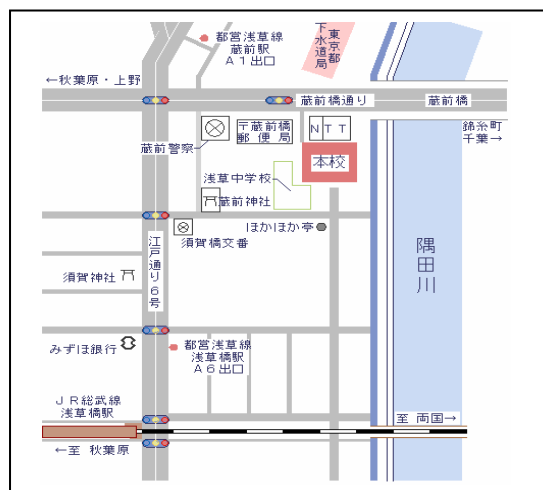 都営浅草線
蔵前駅
A1出口
東京都
下水道局
←秋葉原・上野
蔵前橋通り
蔵前橋
〒蔵前橋
郵便局
NTT
錦糸町
千葉→
蔵前警察
本校
浅草中学校
蔵前神社
須賀橋交番
ほかほか亭
江戸通り6号
隅田川
須賀神社
みずほ銀行
都営浅草線
浅草橋駅
A6出口
JR総武線
浅草橋駅
至 両国→
←至 秋葉原